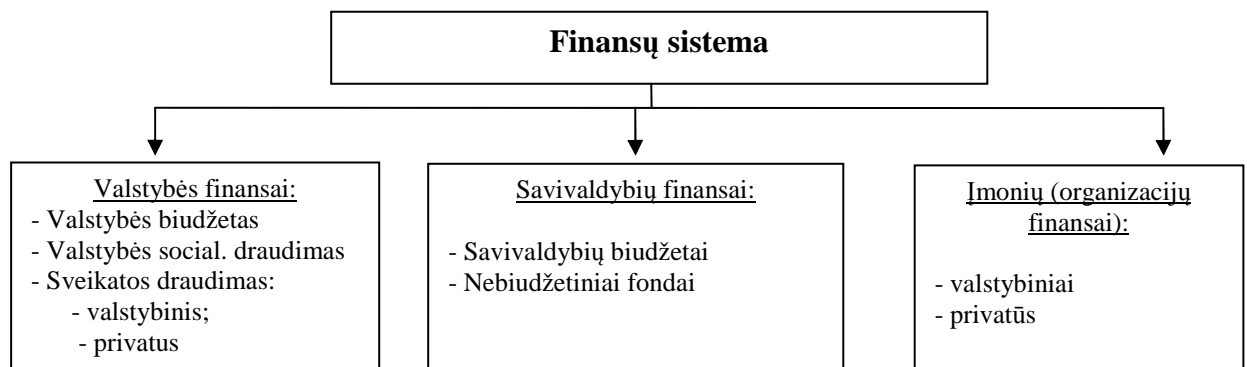 Finansų sistema
Valstybės finansai:
- Valstybės biudžetas
- Valstybės social. draudimas
- Sveikatos draudimas:
- valstybinis;
- privatus
Savivaldybių finansai:
- Savivaldybių biudžetai
- Nebiudžetiniai fondai
Įmonių (organizacijų
finansai):
- valstybiniai
- privatūs